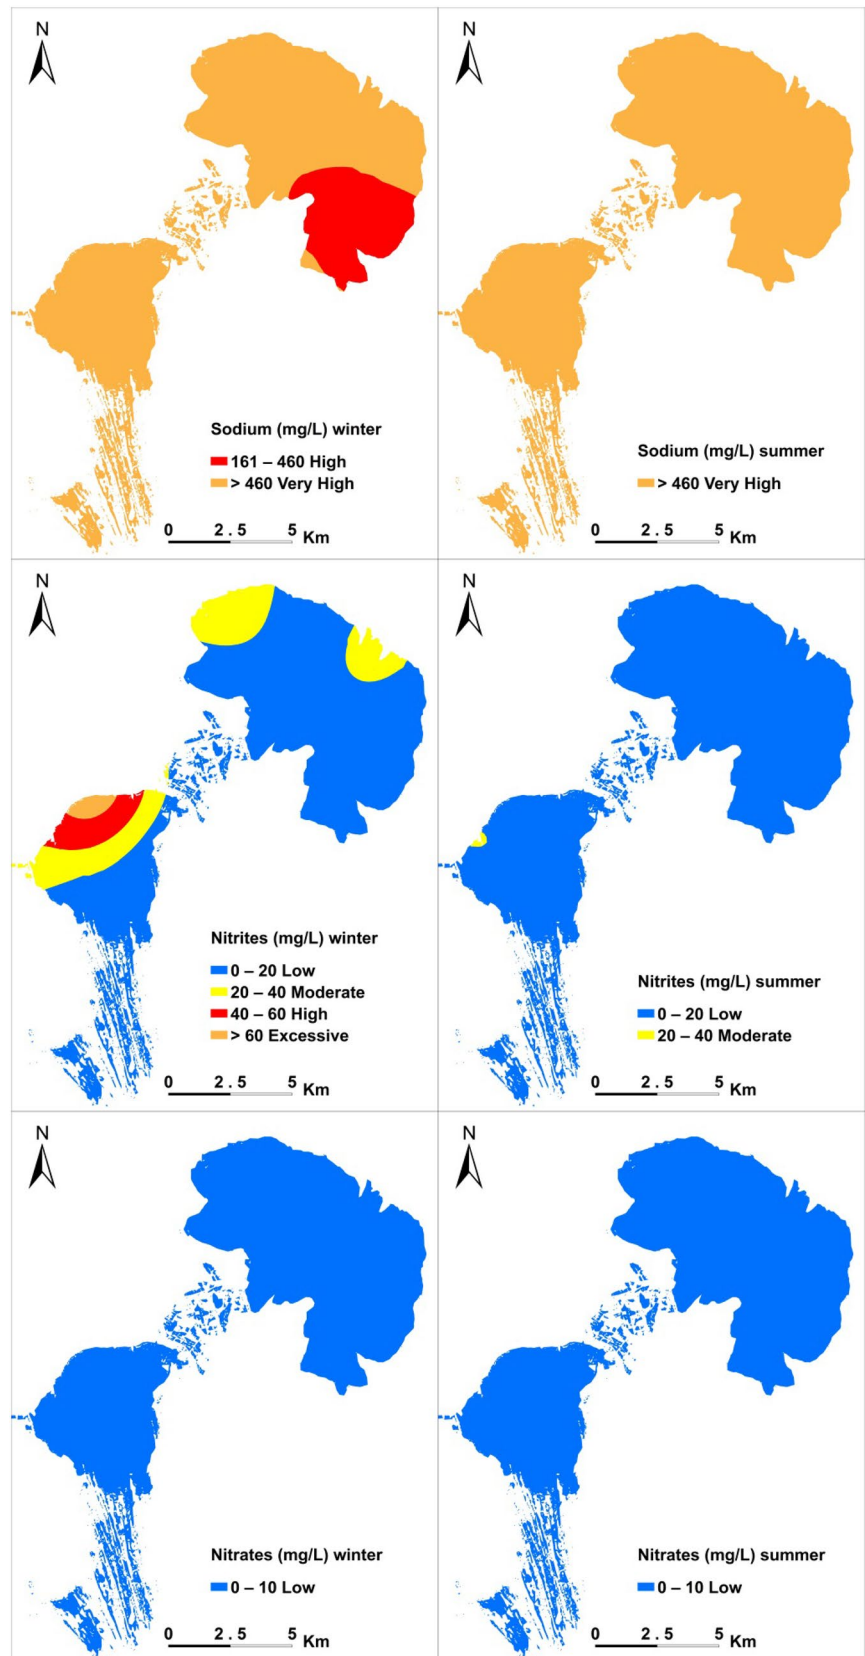 N
N
Sodium (mg/L) winter
161 – 460 High
> 460 Very High
0 2.5 5 Km
Sodium (mg/L) summer
> 460 Very High
0 2.5 5 Km
N
N
Nitrites (mg/L) winter
0 – 20 Low
20 – 40 Moderate
40 – 60 High
> 60 Excessive
0 2.5 5 Km
Nitrites (mg/L) summer
0 – 20 Low
20 – 40 Moderate
0 2.5 5 Km
N
N
Nitrates (mg/L) winter
0 – 10 Low
0 2.5 5 Km
Nitrates (mg/L) summer
0 – 10 Low
0 2.5 5 Km